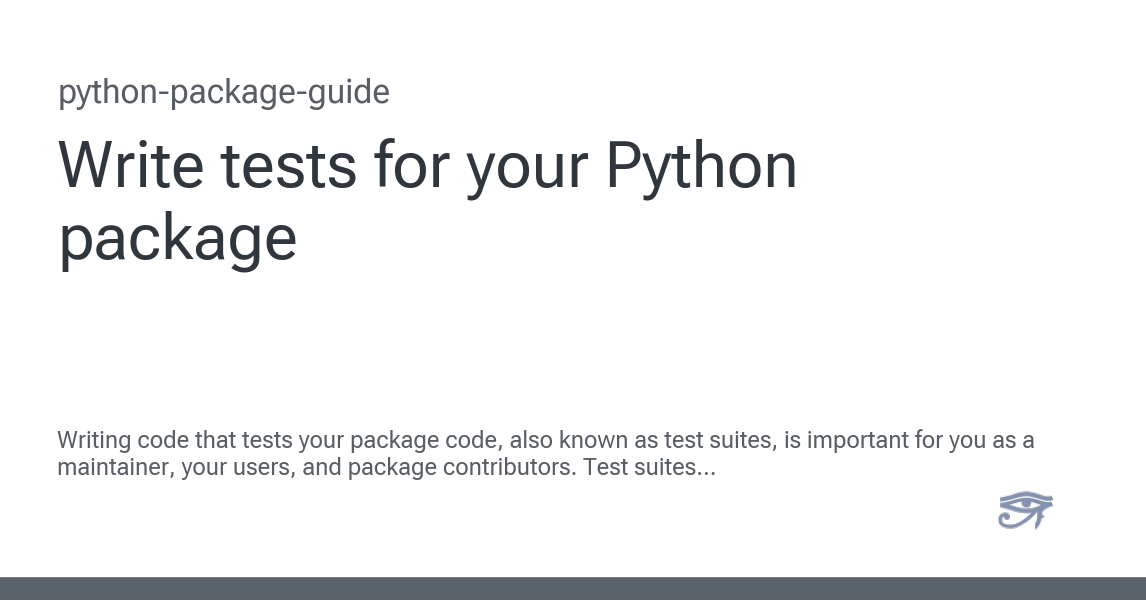 python-package-guide
Write tests for your Python
package
Writing code that tests your package code, also known as test suites, is important for you as a
maintainer, your users, and package contributors. Test suites...